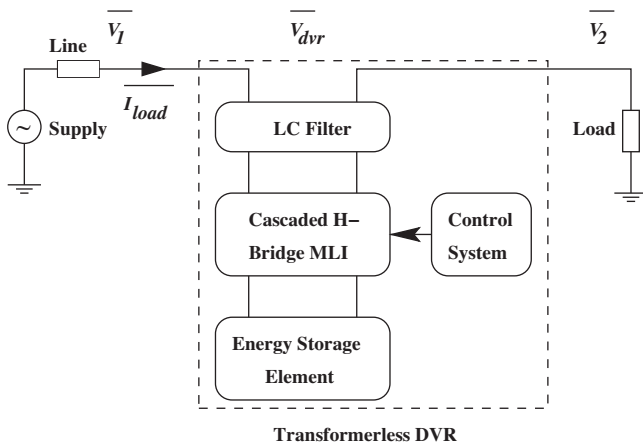 V1
Vdvr
V2
Line
Iload
~
Supply
LC Filter
Load
Cascaded H-
Bridge MLI
Control
System
Energy Storage
Element
Transformerless DVR